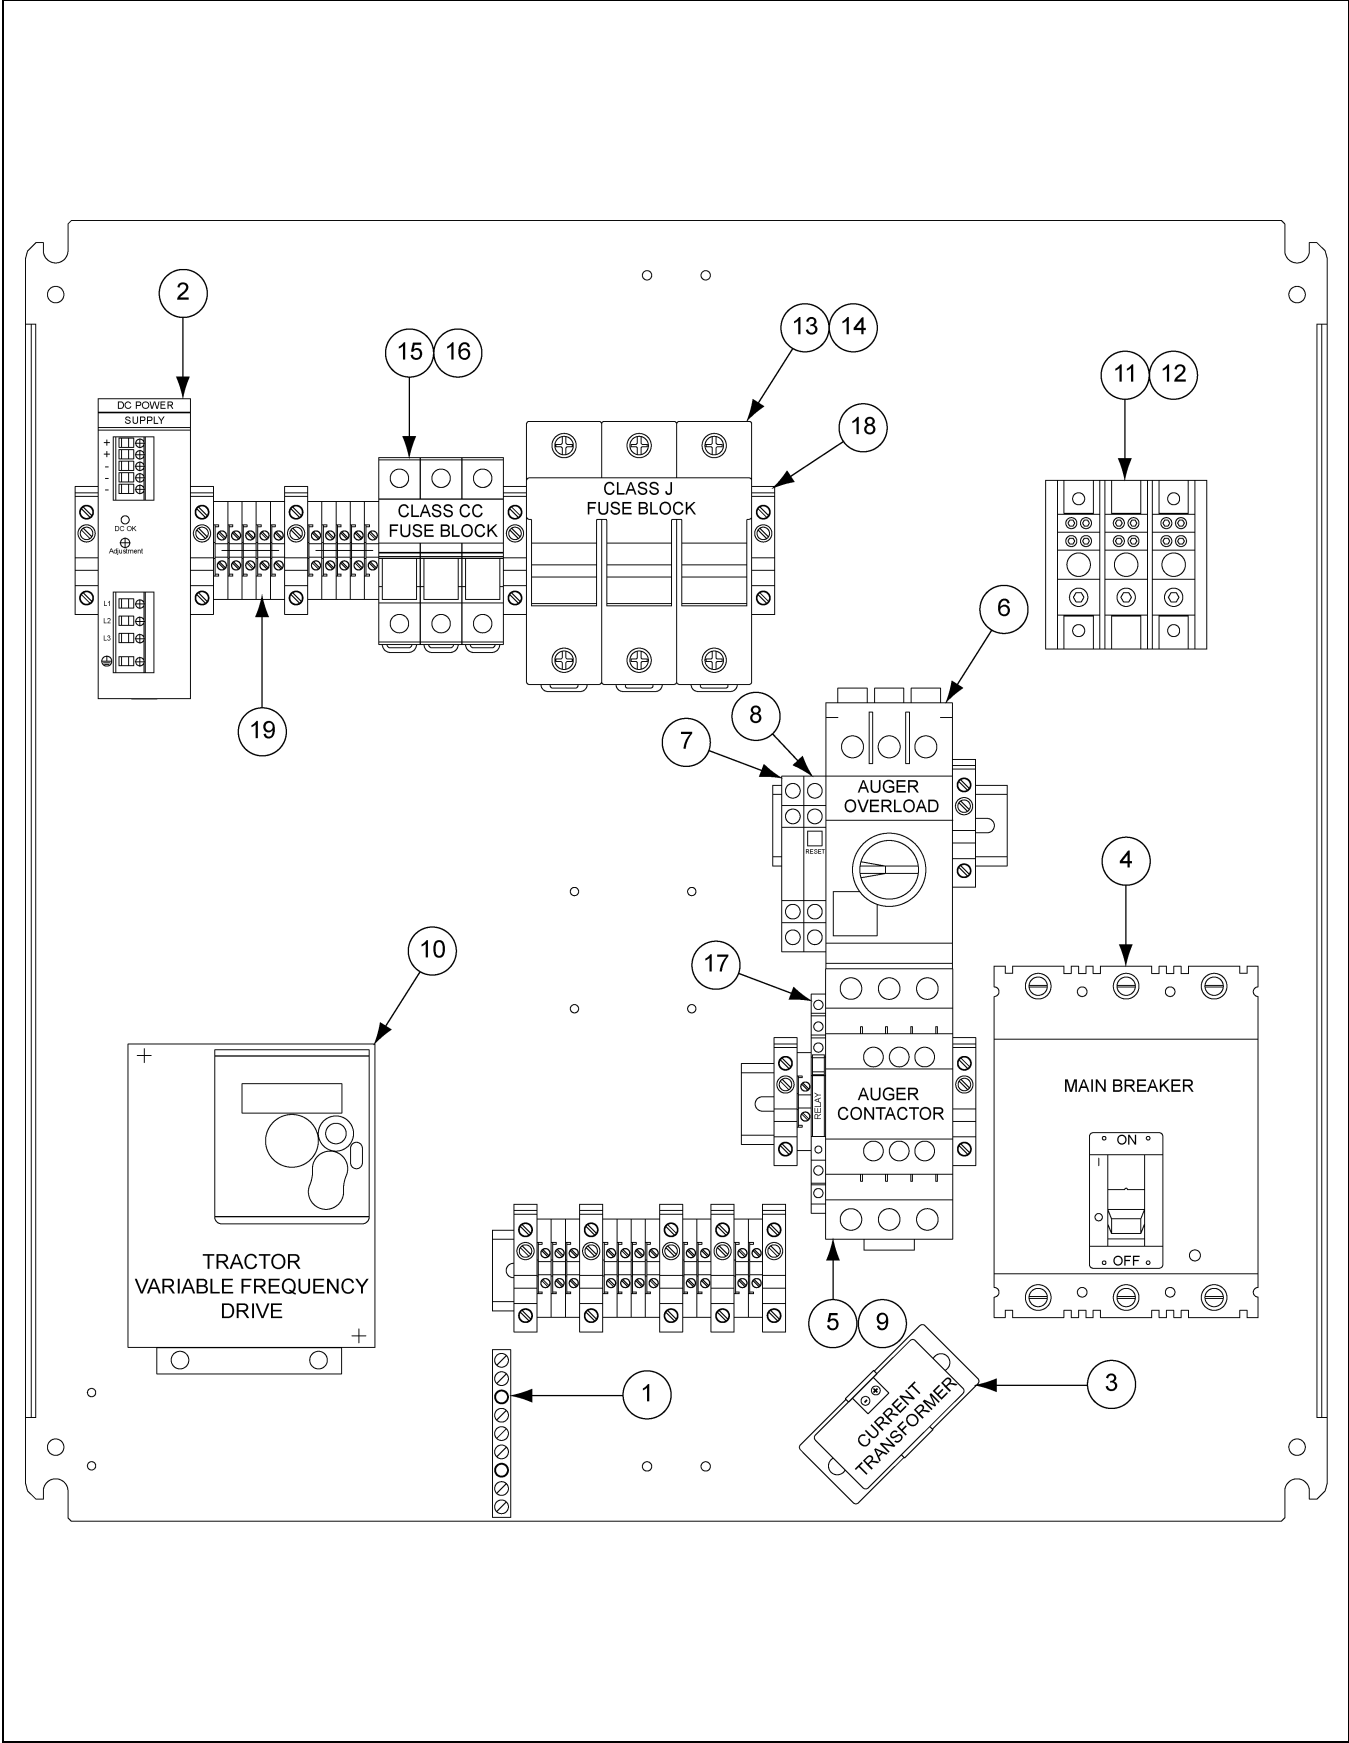 2
15 16
13 14
18
11 12
DC POWER
SUPPLY
+
+
-
-
-
DC OK
Adjustment
L1
L2
L3
CLASS CC
FUSE BLOCK
CLASS J
FUSE BLOCK
19
6
7
8
AUGER
OVERLOAD
RESET
4
10
17
RELAY
AUGER
CONTACTOR
MAIN BREAKER
ON
I
OFF
TRACTOR
VARIABLE FREQUENCY
DRIVE
5 9
1
3
CURRENT
TRANSFORMER